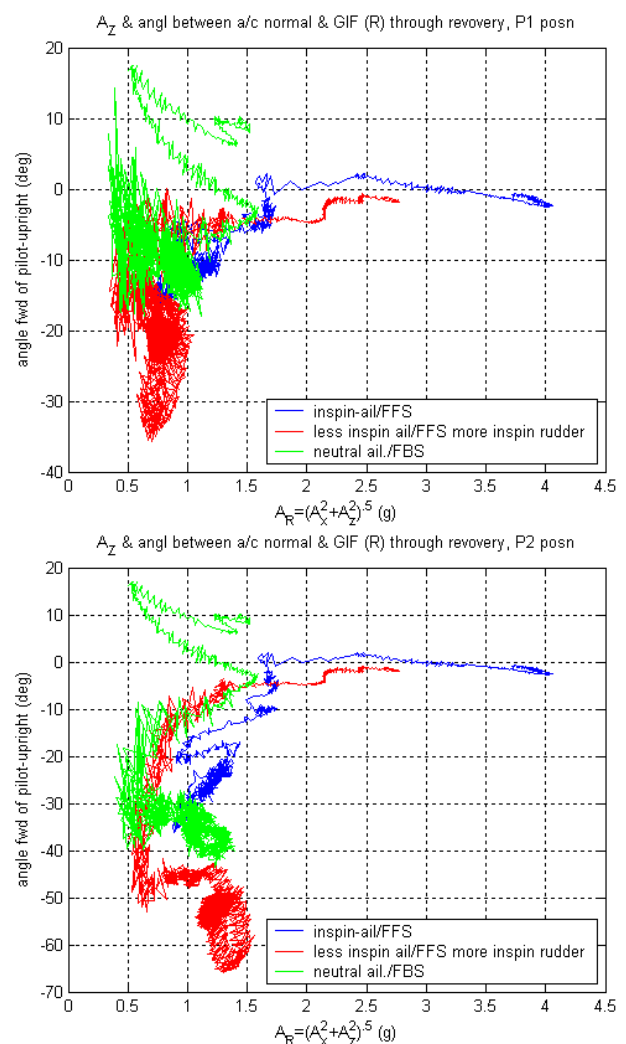 A_Z & angl between a/c normal & GIF (R) through revovery, P1 posn
angle fwd of pilot-upright (deg)
20
10
0
-10
-20
-30
-40
inspin-ail/FFS
less inspin ail/FFS more inspin rudder
neutral ail./FBS
0 0.5 1 1.5 2 2.5 3 3.5 4 4.5
A_R=(A_x^2+A_z^2)^.5 (g)
A_Z & angl between a/c normal & GIF (R) through revovery, P2 posn
angle fwd of pilot-upright (deg)
20
10
0
-10
-20
-30
-40
-50
-60
-70
inspin-ail/FFS
less inspin ail/FFS more inspin rudder
neutral ail./FBS
0 0.5 1 1.5 2 2.5 3 3.5 4 4.5
A_R=(A_x^2+A_z^2)^.5 (g)